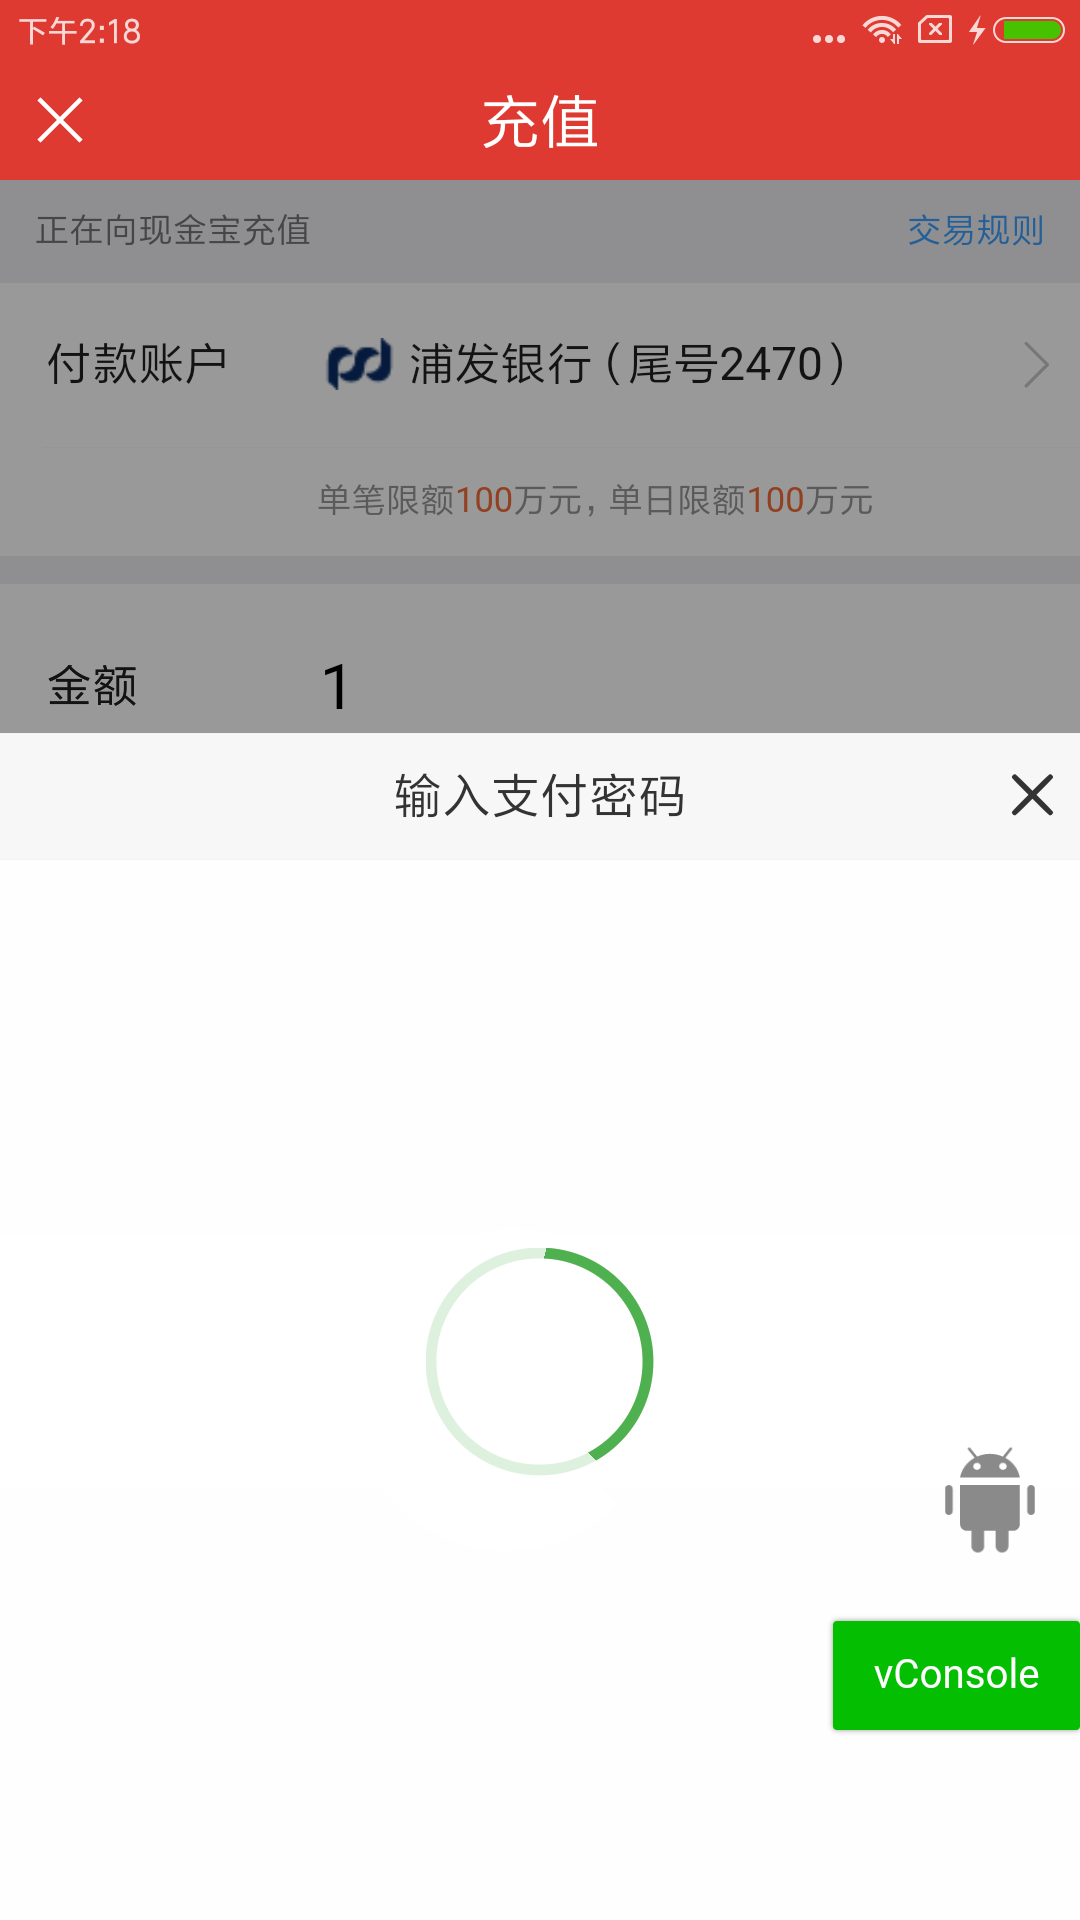 下午2:18
充值
正在向现金宝充值 交易规则
付款账户 浦发银行（尾号2470）
单笔限额100万元，单日限额100万元
金额 1
输入支付密码
vConsole